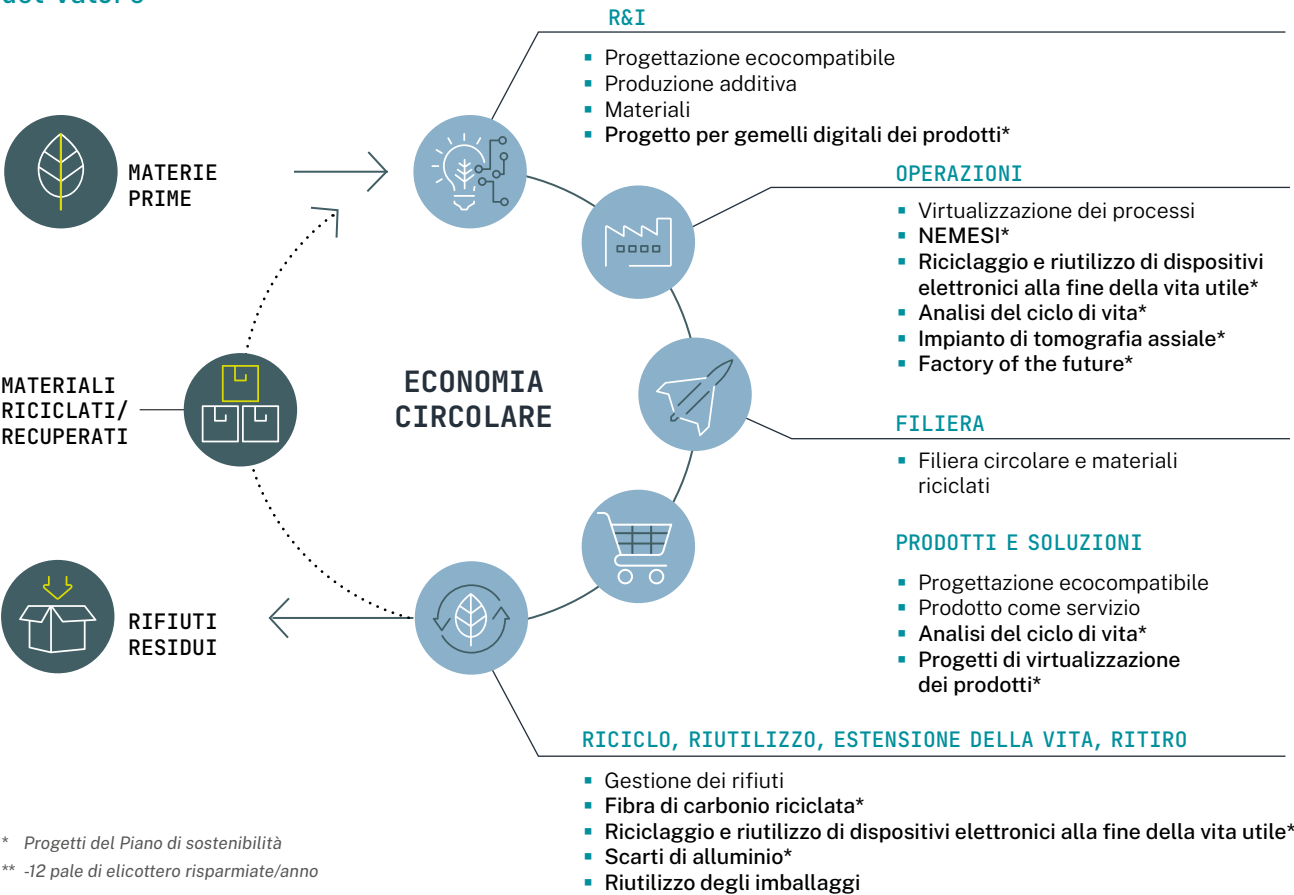 R&I
▪ Progettazione ecocompatibile
▪ Produzione additiva
▪ Materiali
▪ Progetto per gemelli digitali dei prodotti*
MATERIE
PRIME
OPERAZIONI
▪ Virtualizzazione dei processi
▪ NEMESI*
▪ Riciclaggio e riutilizzo di dispositivi
elettronici alla fine della vita utile*
▪ Analisi del ciclo di vita*
▪ Impianto di tomografia assiale*
▪ Factory of the future*
MATERIALI
RICICLATI/
RECUPERATI
ECONOMIA
CIRCOLARE
FILIERA
▪ Filiera circolare e materiali
riciclati
PRODOTTI E SOLUZIONI
▪ Progettazione ecocompatibile
▪ Prodotto come servizio
▪ Analisi del ciclo di vita*
▪ Progetti di virtualizzazione
dei prodotti*
RIFIUTI
RESIDUI
RICICLO, RIUTILIZZO, ESTENSIONE DELLA VITA, RITIRO
▪ Gestione dei rifiuti
▪ Fibra di carbonio riciclata*
▪ Riciclaggio e riutilizzo di dispositivi elettronici alla fine della vita utile*
▪ Scarti di alluminio*
▪ Riutilizzo degli imballaggi
* Progetti del Piano di sostenibilità
** -12 pale di elicottero risparmiate/anno